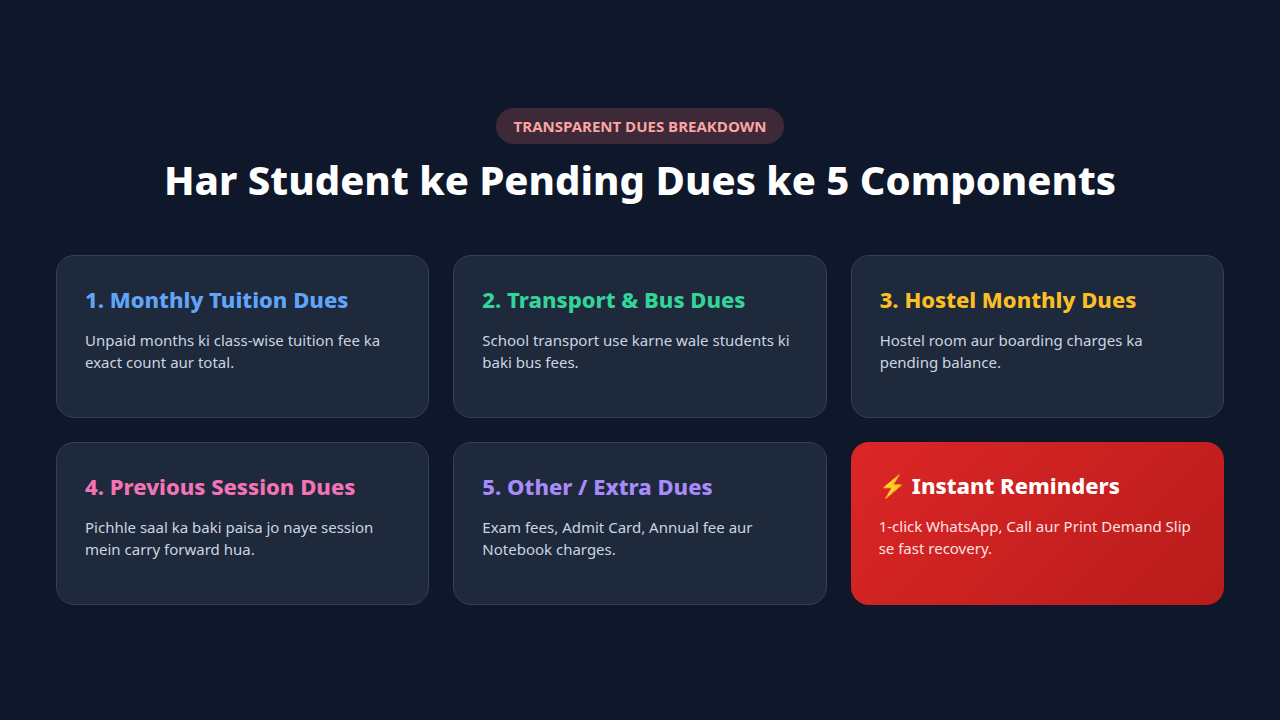 TRANSPARENT DUES BREAKDOWN
Har Student ke Pending Dues ke 5 Components
1. Monthly Tuition Dues
Unpaid months ki class-wise tuition fee ka
exact count aur total.
2. Transport & Bus Dues
School transport use karne wale students ki
baki bus fees.
3. Hostel Monthly Dues
Hostel room aur boarding charges ka
pending balance.
4. Previous Session Dues
Pichhle saal ka baki paisa jo naye session
mein carry forward hua.
5. Other / Extra Dues
Exam fees, Admit Card, Annual fee aur
Notebook charges.
⚡ Instant Reminders
1-click WhatsApp, Call aur Print Demand Slip
se fast recovery.